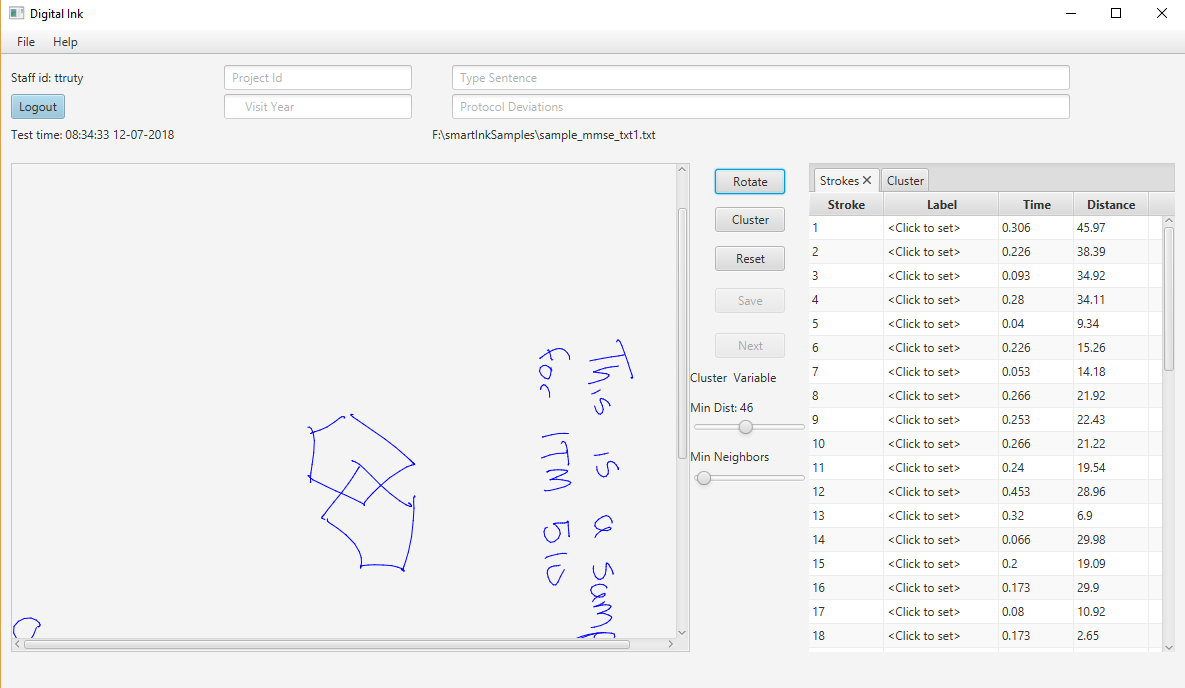 Digital Ink
File Help
Staff id: ttruty Project Id Type Sentence
Logout Visit Year Protocol Deviations
Test time: 08:34:33 12-07-2018 F:\smartInkSamples\sample_mmse_txt1.txt
This is a samp
for ITM 510
Rotate
Cluster
Reset
Save
Next
Cluster Variable
Min Dist: 46
Min Neighbors
Strokes Cluster
Stroke Label Time Distance
1 <Click to set> 0.306 45.97
2 <Click to set> 0.226 38.39
3 <Click to set> 0.093 34.92
4 <Click to set> 0.28 34.11
5 <Click to set> 0.04 9.34
6 <Click to set> 0.226 15.26
7 <Click to set> 0.053 14.18
8 <Click to set> 0.266 21.92
9 <Click to set> 0.253 22.43
10 <Click to set> 0.266 21.22
11 <Click to set> 0.24 19.54
12 <Click to set> 0.453 28.96
13 <Click to set> 0.32 6.9
14 <Click to set> 0.066 29.98
15 <Click to set> 0.2 19.09
16 <Click to set> 0.173 29.9
17 <Click to set> 0.08 10.92
18 <Click to set> 0.173 2.65